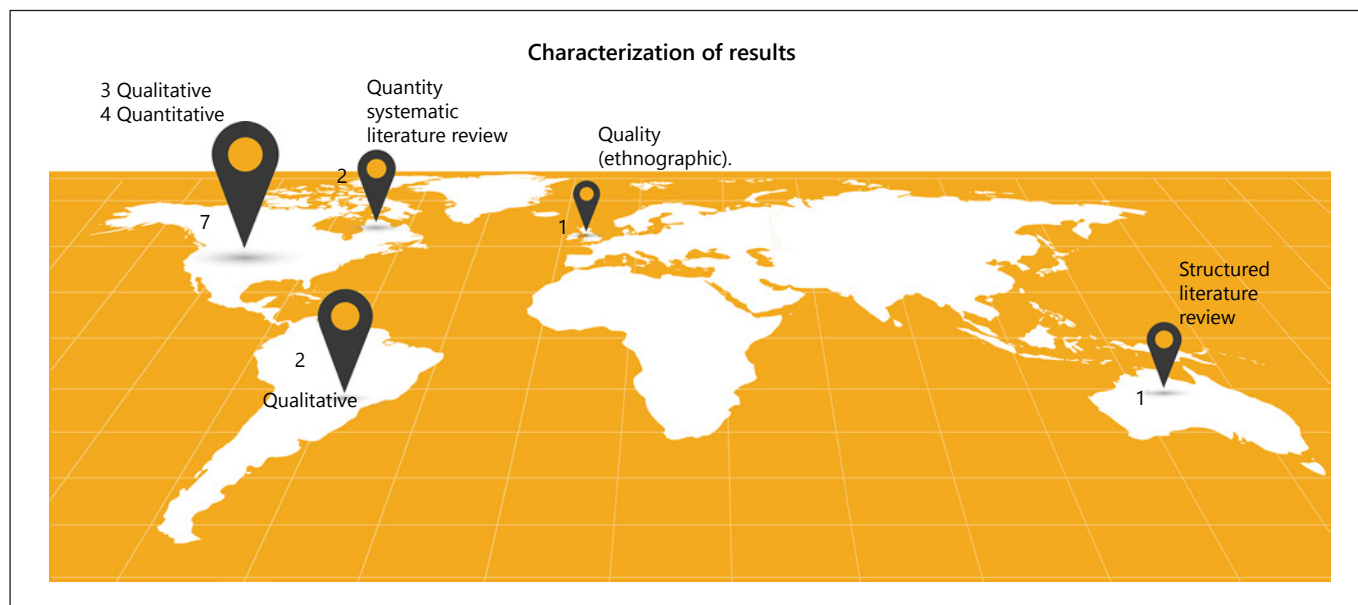 Characterization of results
3 Qualitative
4 Quantitative
7
Quantity
systematic
literature review
2
Quality
(ethnographic).
1
2
Qualitative
Structured
literature
review
1